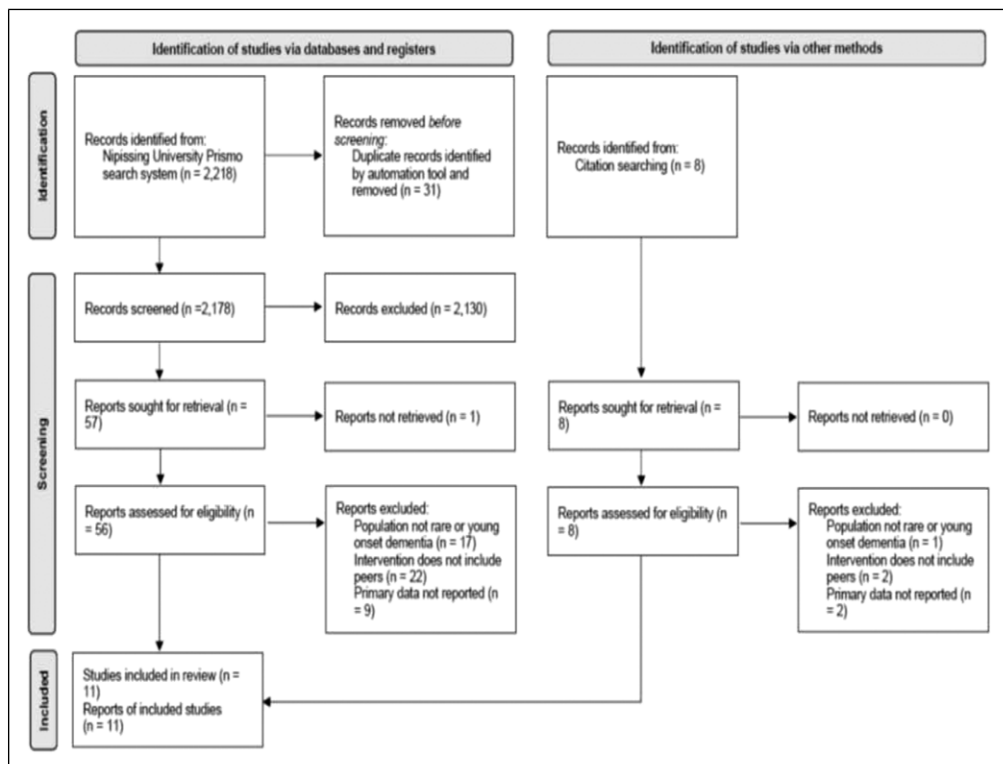 Identification of studies via databases and registers
Identification of studies via other methods
Identification
Records identified from:
Nipissing University Prismo
search system (n = 2,218)
Records removed before
screening:
Duplicate records identified
by automation tool and
removed (n = 31)
Records identified from:
Citation searching (n = 8)
Screening
Records screened (n =2,178)
Records excluded (n = 2,130)
Reports sought for retrieval (n =
57)
Reports not retrieved (n = 1)
Reports sought for retrieval (n =
8)
Reports not retrieved (n = 0)
Reports assessed for eligibility (n
= 56)
Reports excluded:
Population not rare or young
onset dementia (n = 17)
Intervention does not include
peers (n = 22)
Primary data not reported (n
= 9)
Reports assessed for eligibility (n
= 8)
Reports excluded:
Population not rare or young
onset dementia (n = 1)
Intervention does not include
peers (n = 2)
Primary data not reported (n
= 2)
Included
Studies included in review (n =
11)
Reports of included studies
(n = 11)